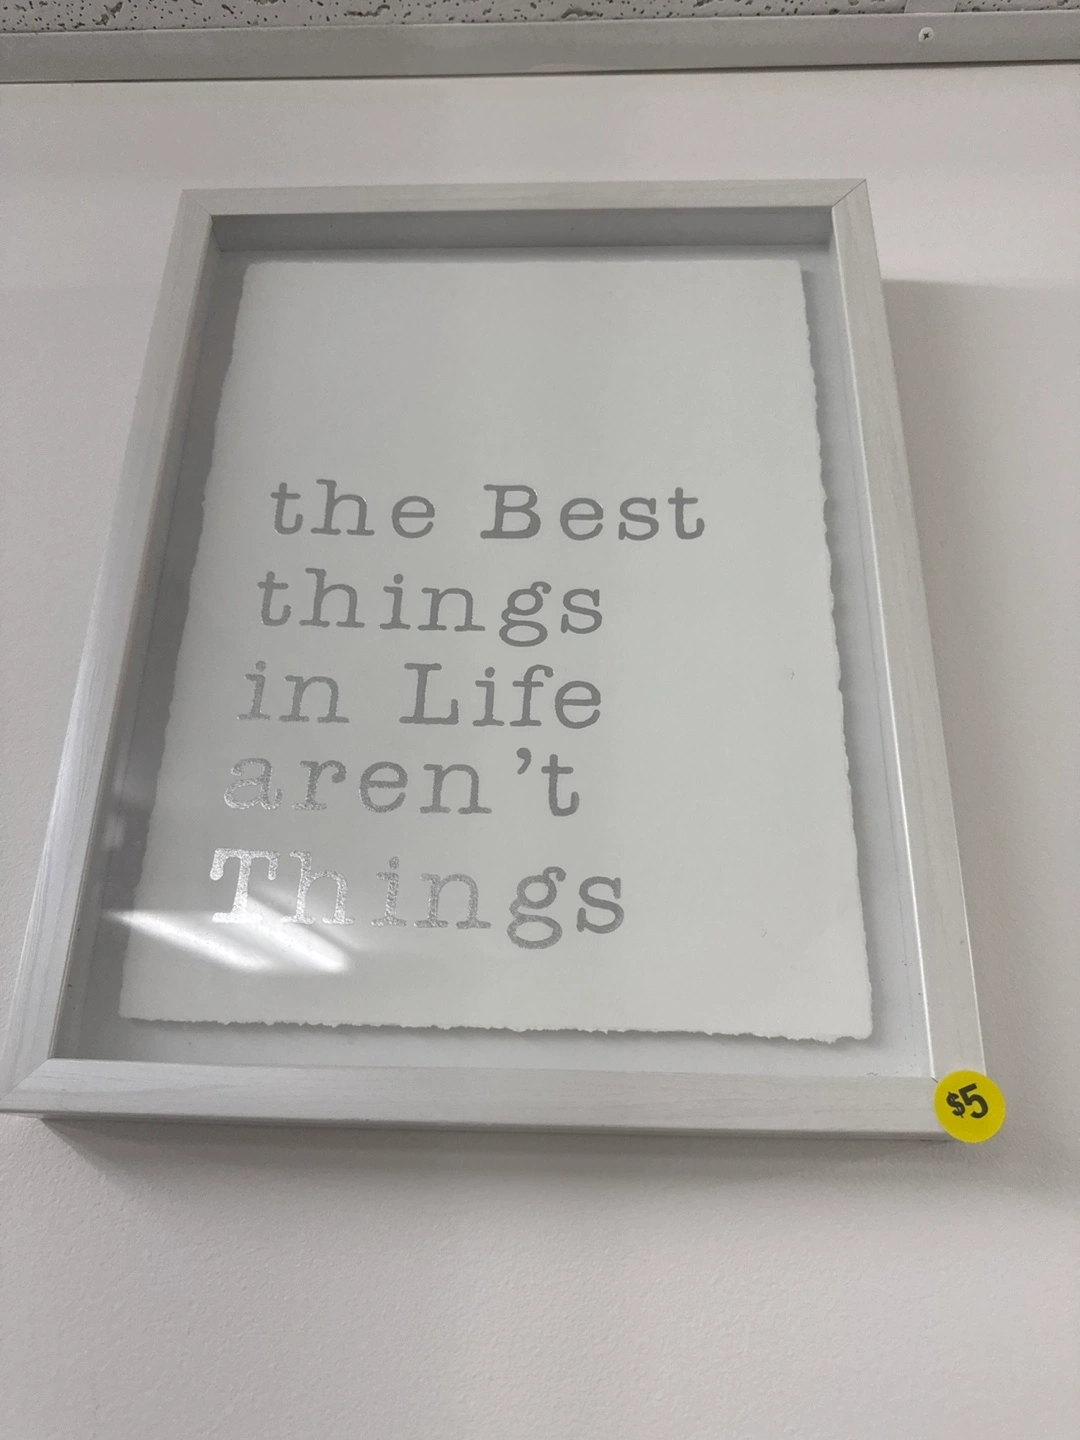 the Best
things
in Life
aren't
Things
$5